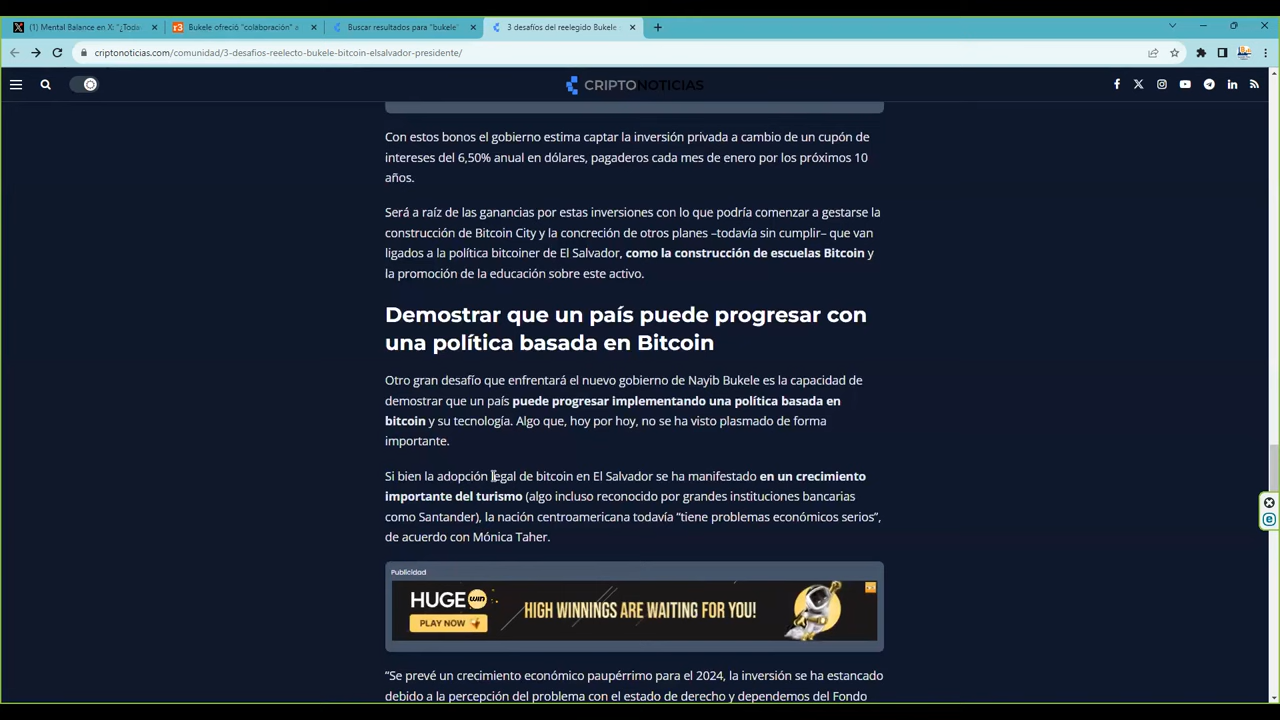 (1) Mental Balance en X: "¿Toda
Bukele ofreció "colaboración" a
Buscar resultados para "bukele"
3 desafíos del reelegido Bukele
criptonoticias.com/comunidad/3-desafios-reelecto-bukele-bitcoin-elsalvador-presidente/
CRIPTONOTICIAS
Con estos bonos el gobierno estima captar la inversión privada a cambio de un cupón de
intereses del 6,50% anual en dólares, pagaderos cada mes de enero por los próximos 10
años.
Será a raíz de las ganancias por estas inversiones con lo que podría comenzar a gestarse la
construcción de Bitcoin City y la concreción de otros planes –todavía sin cumplir– que van
ligados a la política bitcoiner de El Salvador, como la construcción de escuelas Bitcoin y
la promoción de la educación sobre este activo.
Demostrar que un país puede progresar con
una política basada en Bitcoin
Otro gran desafío que enfrentará el nuevo gobierno de Nayib Bukele es la capacidad de
demostrar que un país puede progresar implementando una política basada en
bitcoin y su tecnología. Algo que, hoy por hoy, no se ha visto plasmado de forma
importante.
Si bien la adopción legal de bitcoin en El Salvador se ha manifestado en un crecimiento
importante del turismo (algo incluso reconocido por grandes instituciones bancarias
como Santander), la nación centroamericana todavía “tiene problemas económicos serios”,
de acuerdo con Mónica Taher.
Publicidad
HUGE win
HIGH WINNINGS ARE WAITING FOR YOU!
PLAY NOW
“Se prevé un crecimiento económico paupérrimo para el 2024, la inversión se ha estancado
debido a la percepción del problema con el estado de derecho y dependemos del Fondo